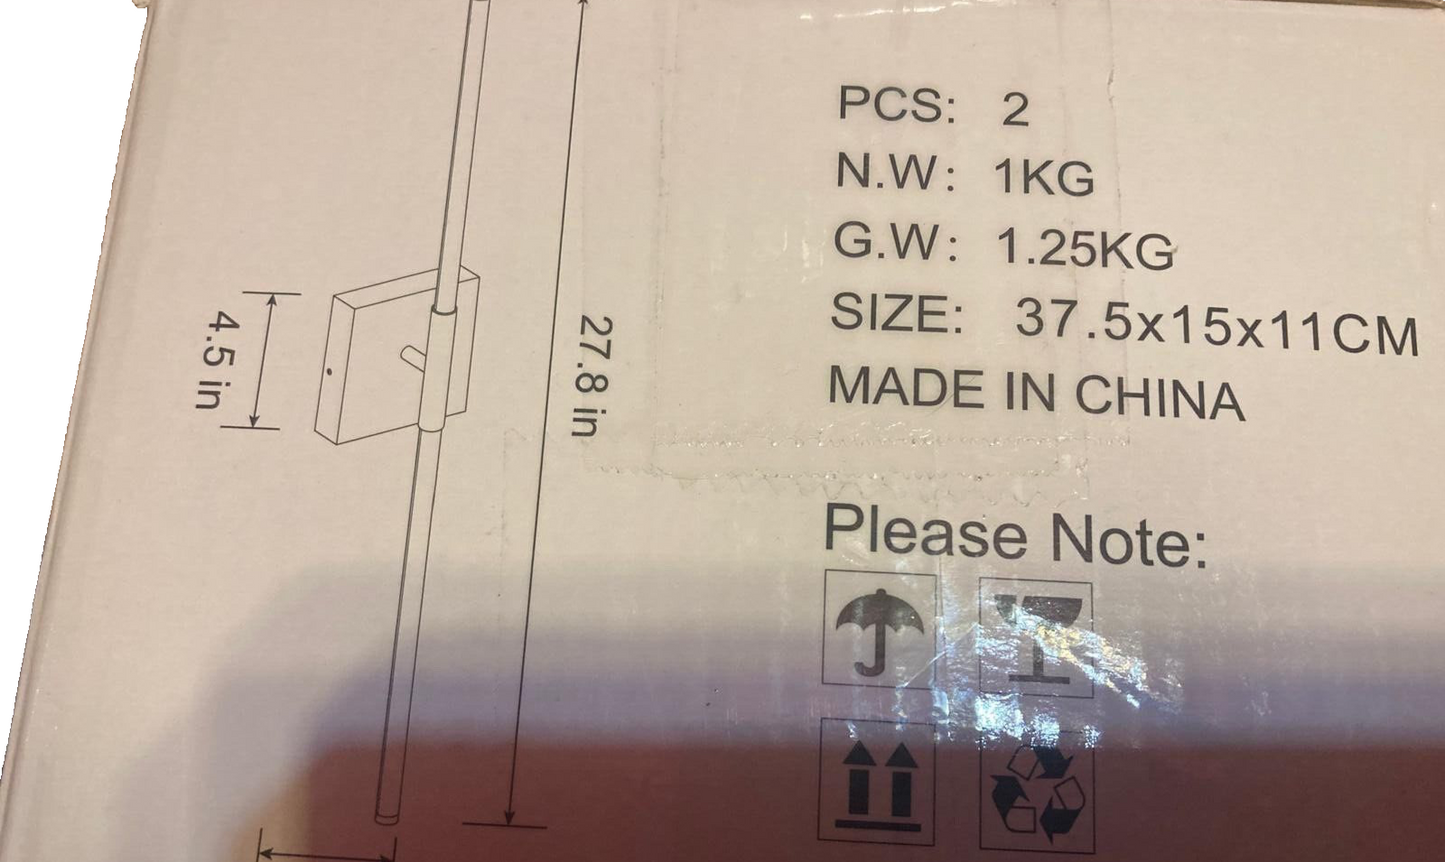 PCS: 2
N.W: 1KG
G.W: 1.25KG
SIZE: 37.5x15x11CM
MADE IN CHINA
Please Note:
4.5 in
27.8 in